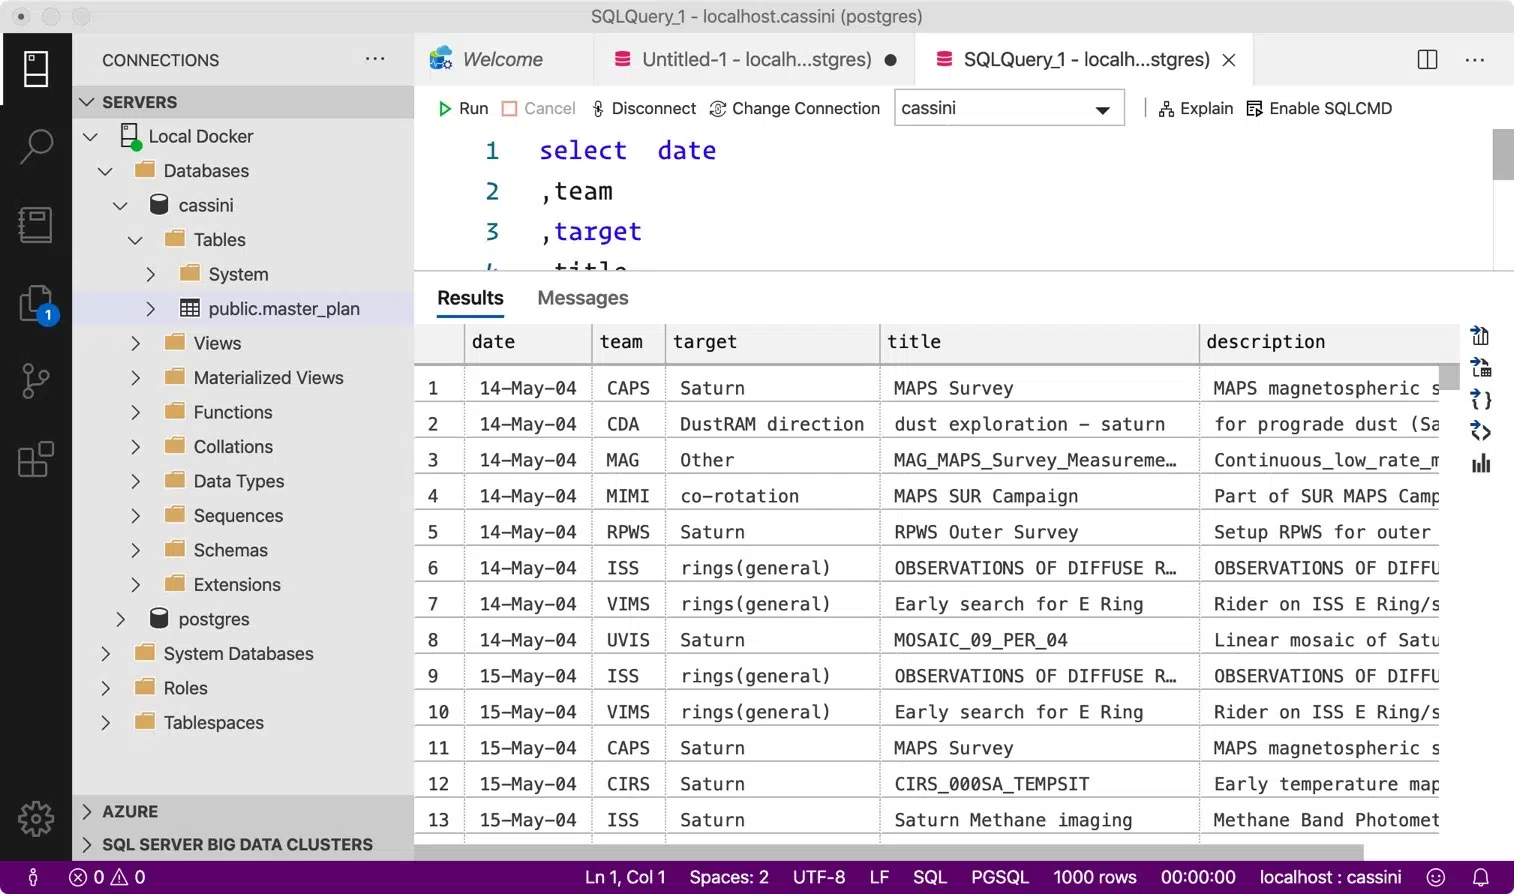 SQLQuery_1 - localhost.cassini (postgres)
CONNECTIONS
Welcome
Untitled-1 - localh...stgres)
SQLQuery_1 - localh...stgres)
SERVERS
Run
Cancel
Disconnect
Change Connection
cassini
Explain
Enable SQLCMD
Local Docker
Databases
cassini
Tables
System
public.master_plan
Views
Materialized Views
Functions
Collations
Data Types
Sequences
Schemas
Extensions
postgres
System Databases
Roles
Tablespaces
AZURE
SQL SERVER BIG DATA CLUSTERS
1
1 select date
2 ,team
3 ,target
4 ,title
Results Messages
date team target title description
1 14-May-04 CAPS Saturn MAPS Survey MAPS magnetospheric s
2 14-May-04 CDA DustRAM direction dust exploration - saturn for prograde dust (Sa
3 14-May-04 MAG Other MAG_MAPS_Survey_Measureme… Continuous_low_rate_m
4 14-May-04 MIMI co-rotation MAPS SUR Campaign Part of SUR MAPS Camp
5 14-May-04 RPWS Saturn RPWS Outer Survey Setup RPWS for outer
6 14-May-04 ISS rings(general) OBSERVATIONS OF DIFFUSE R… OBSERVATIONS OF DIFFU
7 14-May-04 VIMS rings(general) Early search for E Ring Rider on ISS E Ring/s
8 14-May-04 UVIS Saturn MOSAIC_09_PER_04 Linear mosaic of Satu
9 15-May-04 ISS rings(general) OBSERVATIONS OF DIFFUSE R… OBSERVATIONS OF DIFFU
10 15-May-04 VIMS rings(general) Early search for E Ring Rider on ISS E Ring/s
11 15-May-04 CAPS Saturn MAPS Survey MAPS magnetospheric s
12 15-May-04 CIRS Saturn CIRS_000SA_TEMPSIT Early temperature map
13 15-May-04 ISS Saturn Saturn Methane imaging Methane Band Photomet
0 0 Ln 1, Col 1 Spaces: 2 UTF-8 LF SQL PGSQL 1000 rows 00:00:00 localhost : cassini